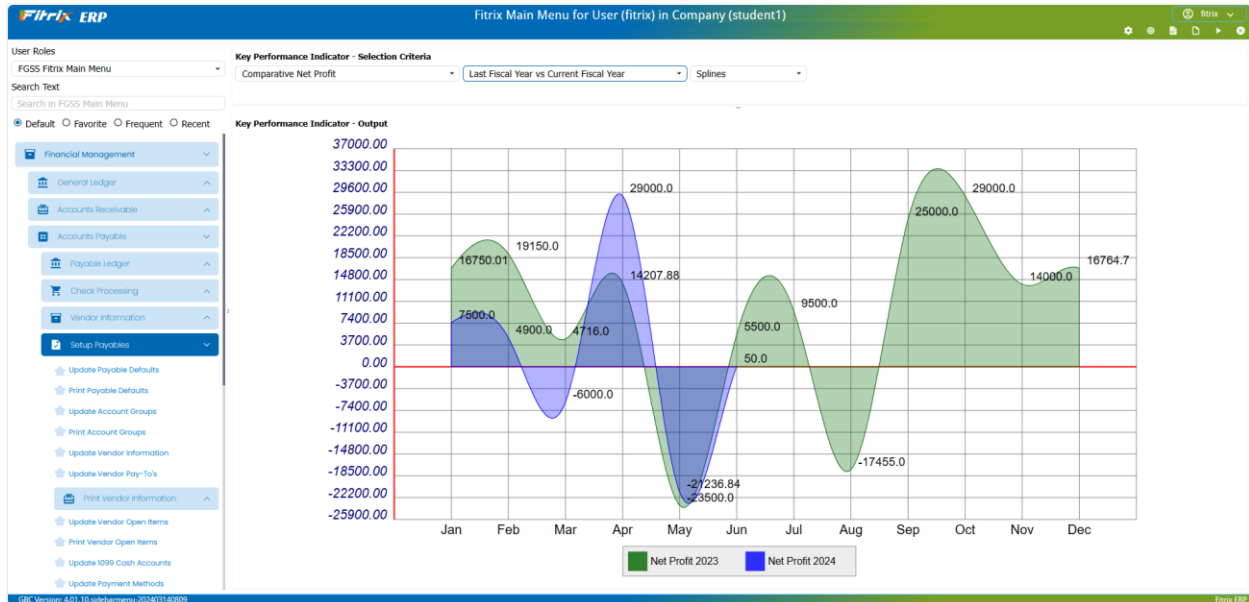 Fitrix ERP
Fitrix Main Menu for User (fitrix) in Company (student1)
fitrix
User Roles
FGSS Fitrix Main Menu
Search Text
Search in FGSS Main Menu
Default Favorite Frequent Recent
Financial Management
General Ledger
Accounts Receivable
Accounts Payable
Payable Ledger
Check Processing
Vendor Information
Setup Payables
Update Payable Defaults
Print Payable Defaults
Update Account Groups
Print Account Groups
Update Vendor Information
Update Vendor Pay-To's
Print Vendor Information
Update Vendor Open Items
Print Vendor Open Items
Update 1099 Cash Accounts
Update Payment Methods
Key Performance Indicator - Selection Criteria
Comparative Net Profit
Last Fiscal Year vs Current Fiscal Year
Splines
Key Performance Indicator - Output
37000.00
33300.00
29600.00
25900.00
22200.00
18500.00
14800.00
11100.00
7400.00
3700.00
0.00
-3700.00
-7400.00
-11100.00
-14800.00
-18500.00
-22200.00
-25900.00
16750.01
19150.0
4716.0
14207.88
-23500.0
5500.0
9500.0
-17455.0
25000.0
29000.0
14000.0
16764.7
7500.0
4900.0
-6000.0
29000.0
-21236.84
50.0
Jan Feb Mar Apr May Jun Jul Aug Sep Oct Nov Dec
Net Profit 2023 Net Profit 2024
GBC Version: 4.01.10.sidebarmenu-202403140809
Fitrix ERP